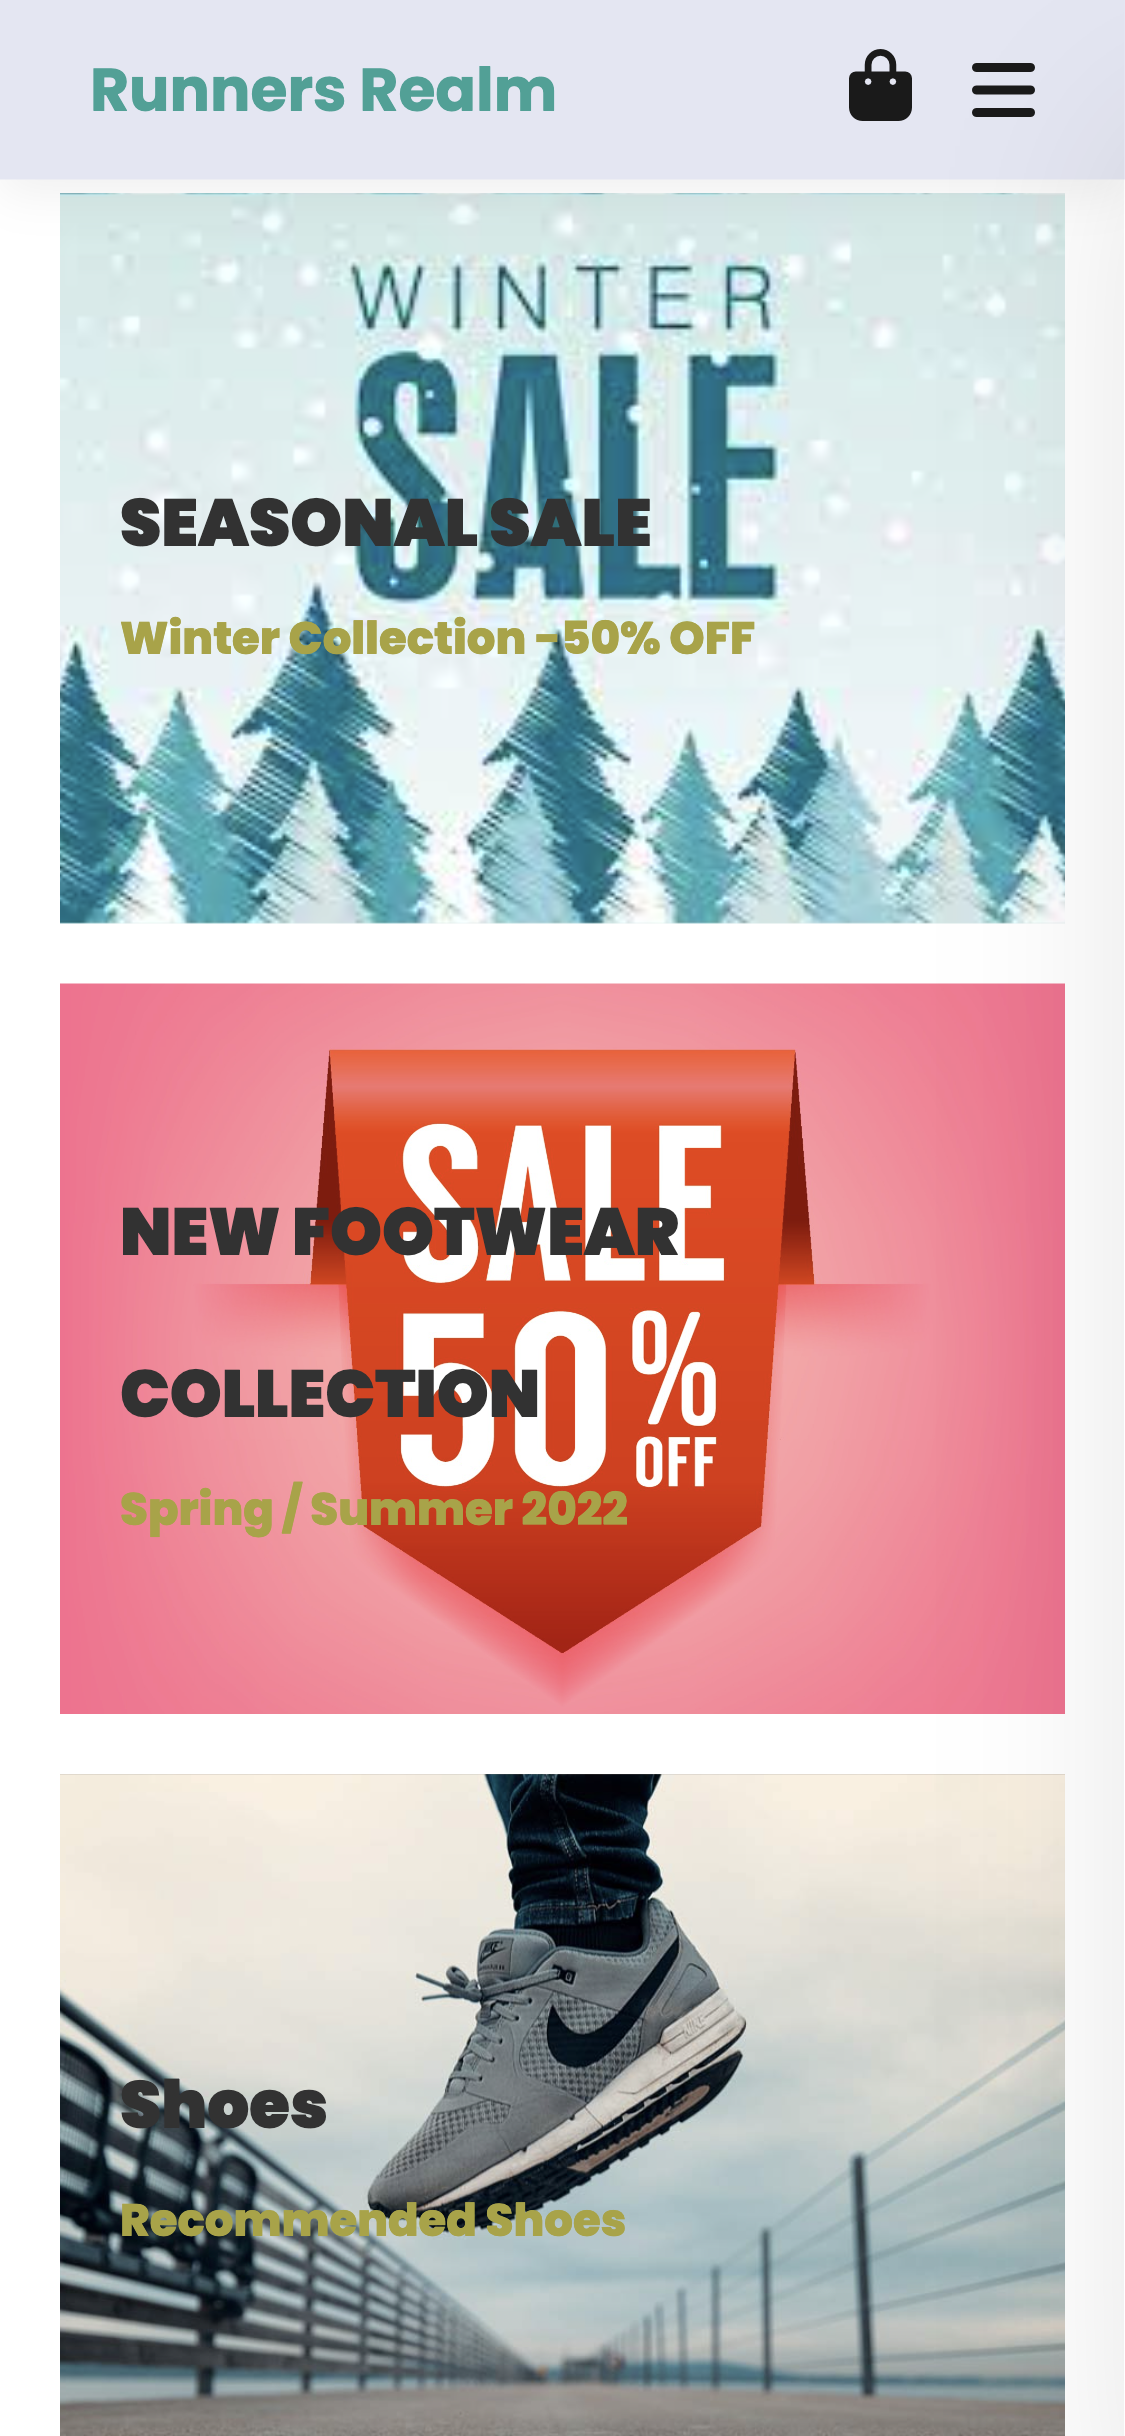 Runners Realm
WINTER
SALE
SEASONAL SALE
Winter Collection -50% OFF
SALE
NEW FOOTWEAR
50%
OFF
COLLECTION
Spring / Summer 2022
Shoes
Recommended Shoes